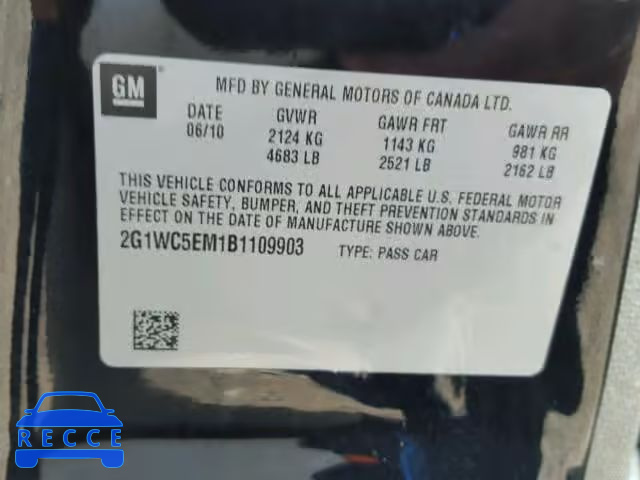 GM
MFD BY GENERAL MOTORS OF CANADA LTD.
DATE GVWR GAWR FRT GAWR RR
06/10 2124 KG 1143 KG 981 KG
4683 LB 2521 LB 2162 LB
THIS VEHICLE CONFORMS TO ALL APPLICABLE U.S. FEDERAL MOTOR
VEHICLE SAFETY, BUMPER, AND THEFT PREVENTION STANDARDS IN
EFFECT ON THE DATE OF MANUFACTURE SHOWN ABOVE.
2G1WC5EM1B1109903 TYPE: PASS CAR
RECCE